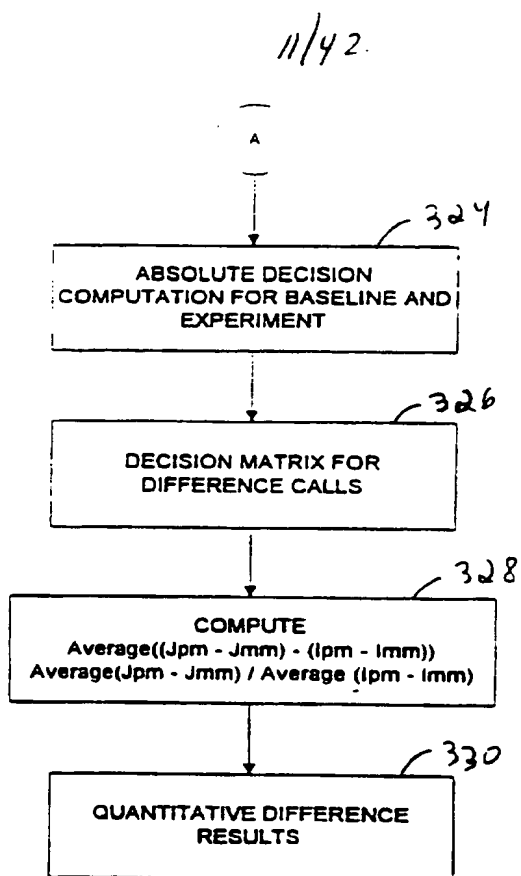 11/42.
A
324
ABSOLUTE DECISION
COMPUTATION FOR BASELINE AND
EXPERIMENT
326
DECISION MATRIX FOR
DIFFERENCE CALLS
328
COMPUTE
Average((Jpm - Jmm) - (Ipm - Imm))
Average(Jpm - Jmm) / Average (Ipm - Imm)
330
QUANTITATIVE DIFFERENCE
RESULTS